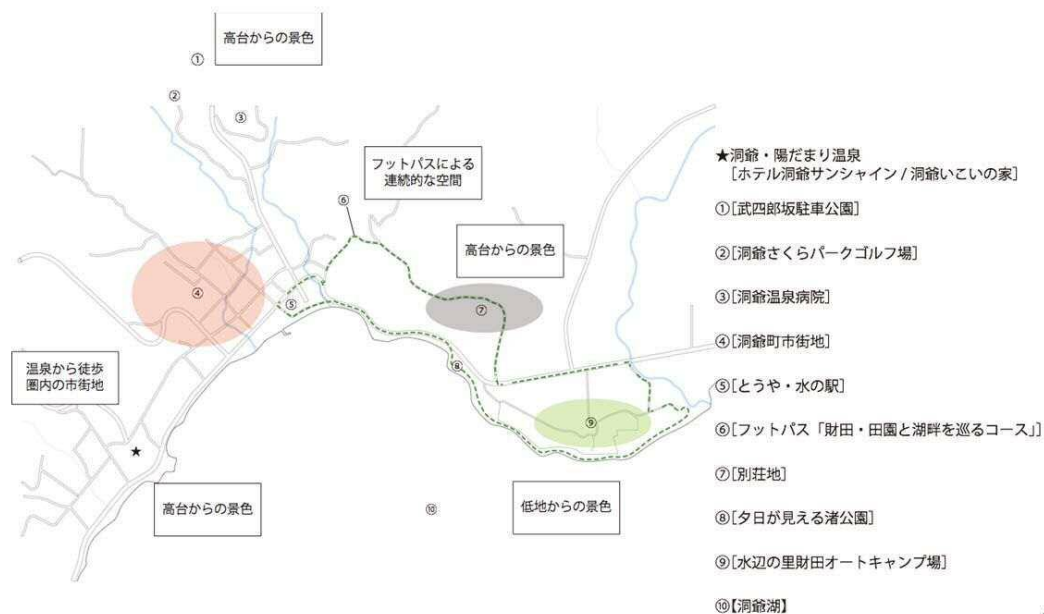 高台からの景色
①
②
③
フットパスによる
連続的な空間
⑥
高台からの景色
④
⑤
⑦
温泉から徒歩
圏内の市街地
⑧
⑨
★
高台からの景色
⑩
低地からの景色
★洞爺・陽だまり温泉
［ホテル洞爺サンシャイン / 洞爺いこいの家］
①［武四郎坂駐車公園］
②［洞爺さくらパークゴルフ場］
③［洞爺温泉病院］
④［洞爺町市街地］
⑤［とうや・水の駅］
⑥［フットパス「財田・田園と湖畔を巡るコース」］
⑦［別荘地］
⑧［夕日が見える渚公園］
⑨［水辺の里財田オートキャンプ場］
⑩【洞爺湖】